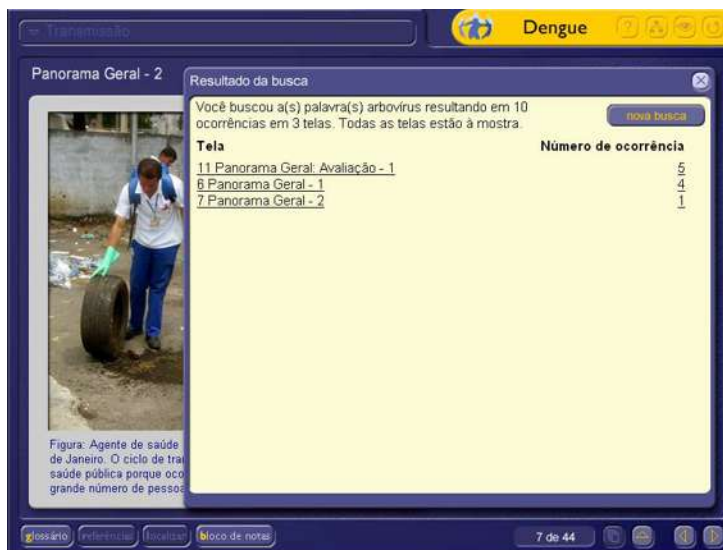 Transmissão
Dengue
?
Panorama Geral - 2
Resultado da busca
Você buscou a(s) palavra(s) arbovírus resultando em 10
ocorrências em 3 telas. Todas as telas estão à mostra.
nova busca
Tela Número de ocorrência
11 Panorama Geral: Avaliação - 1 5
6 Panorama Geral - 1 4
7 Panorama Geral - 2 1
Figura: Agente de saúde
de Janeiro. O ciclo de tra
saúde pública porque oco
grande número de pessoa
glossário referências localizar bloco de notas 7 de 44